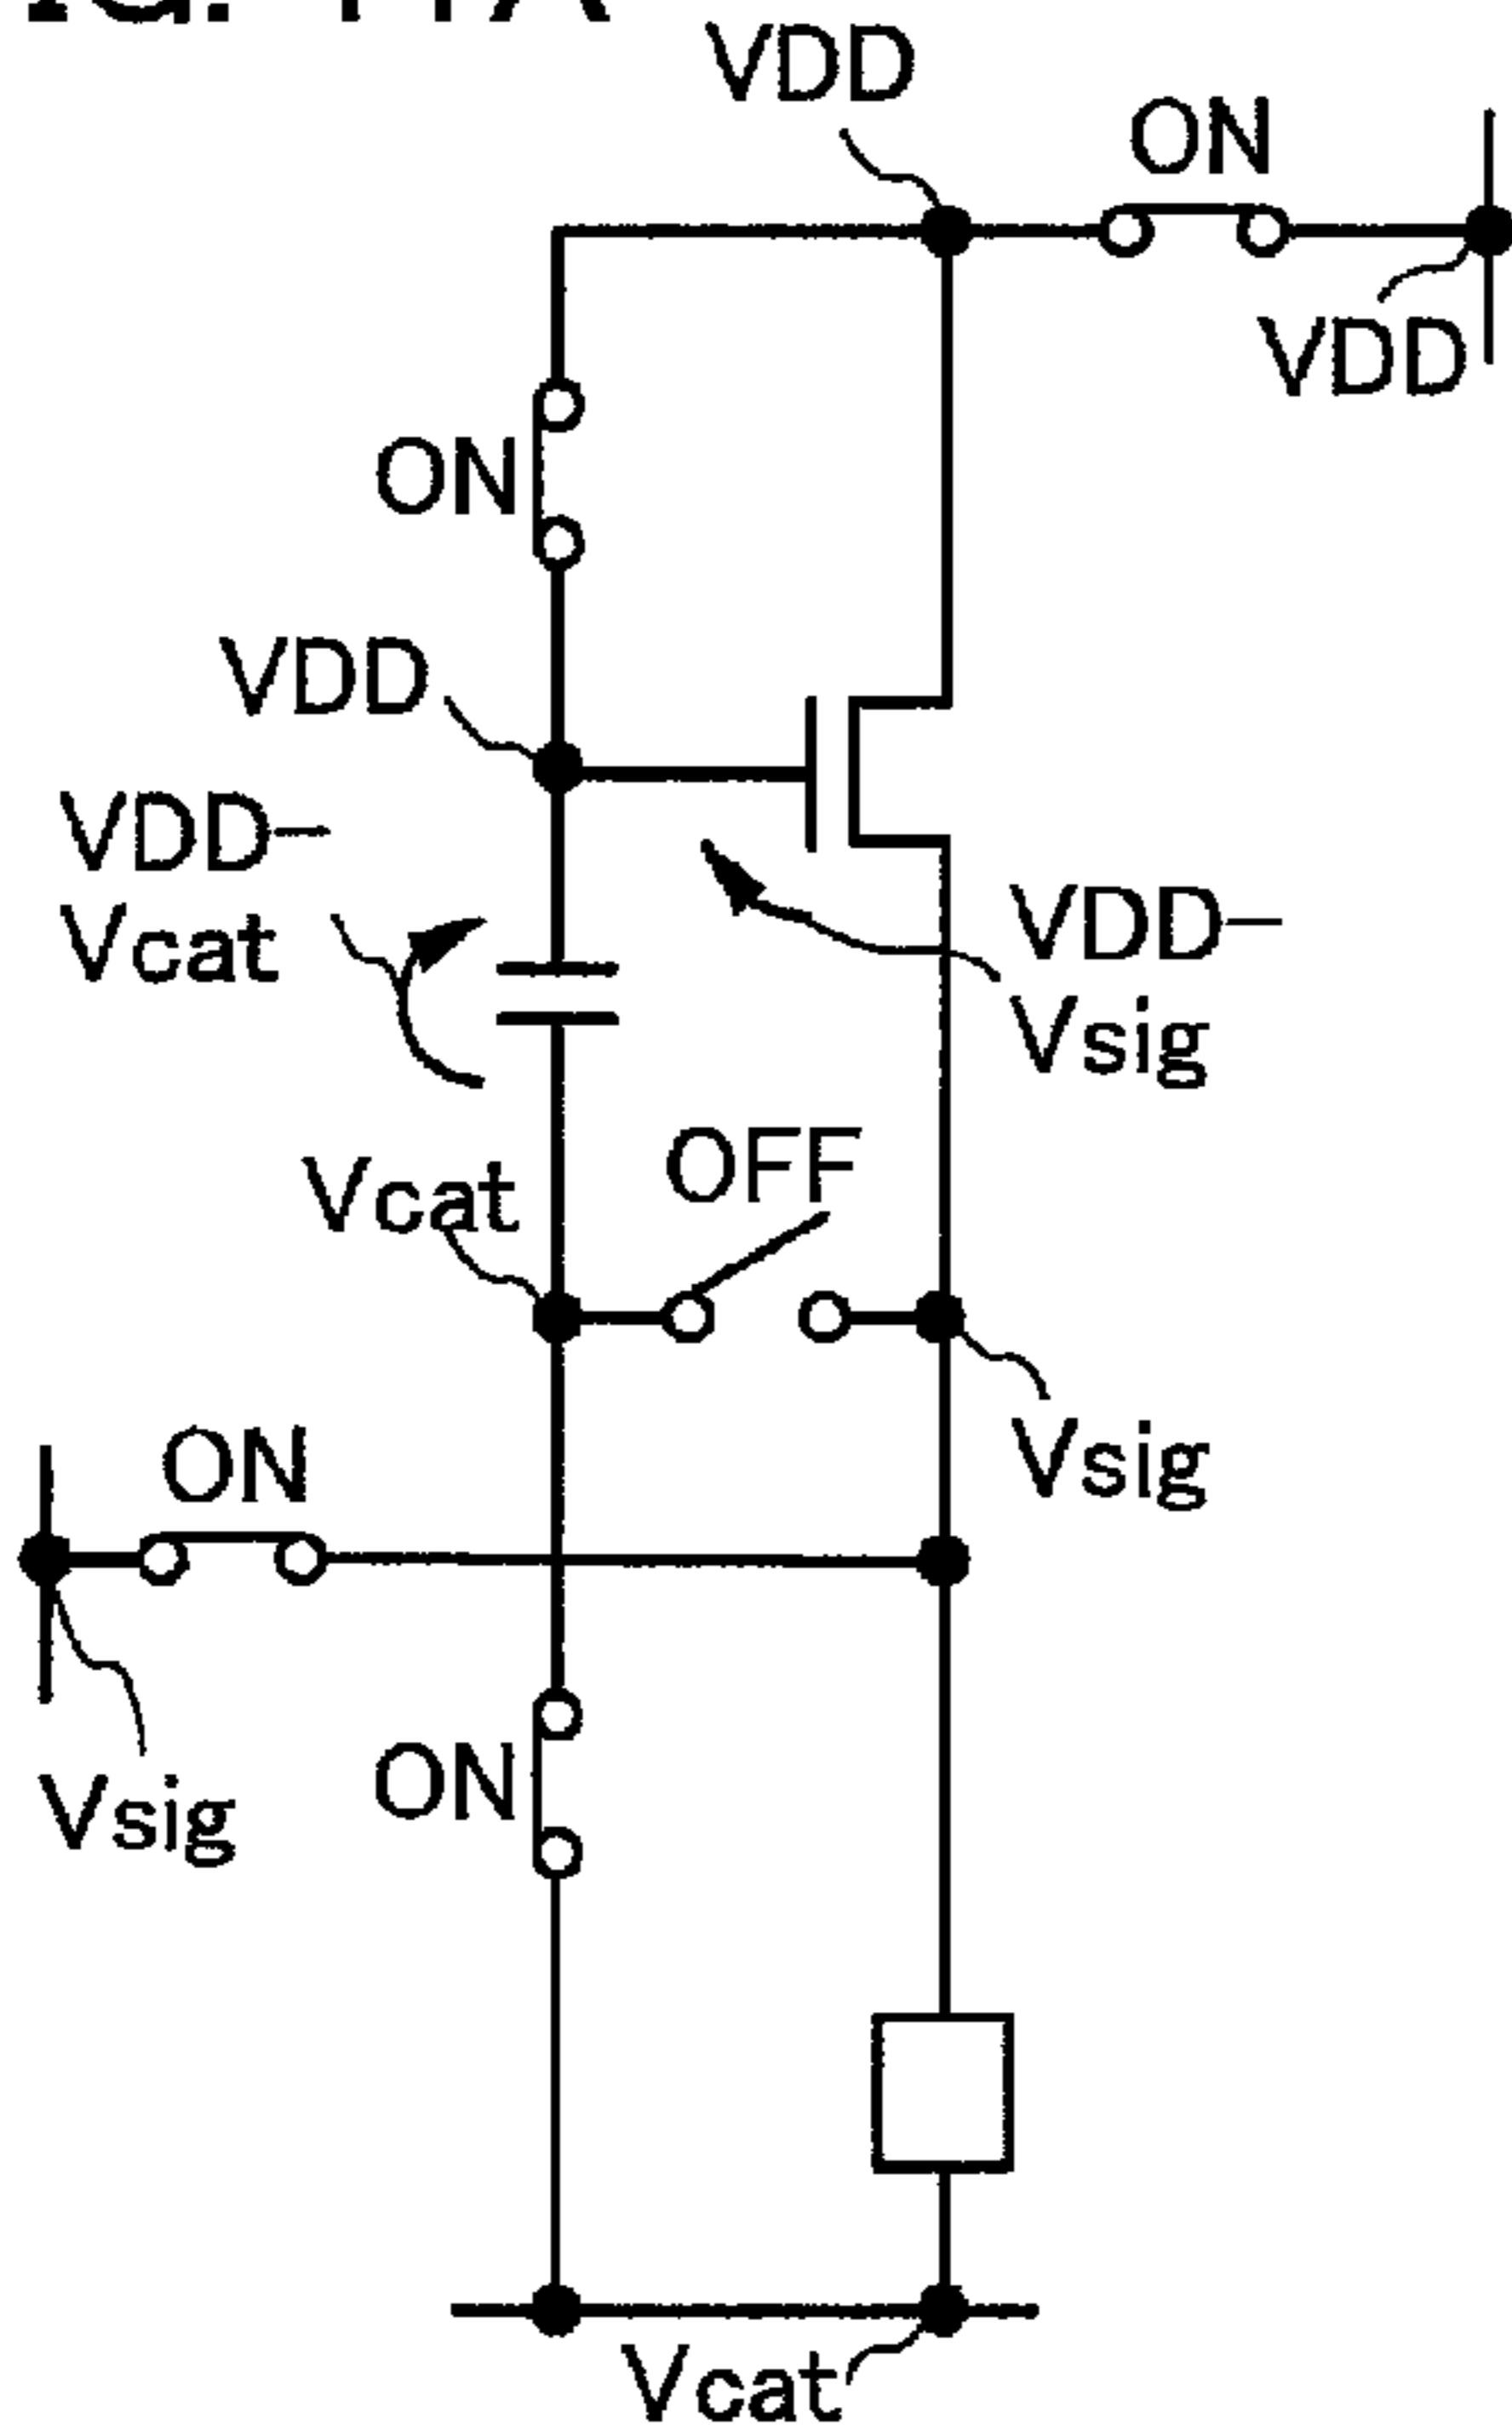 VDD
ON
VDD
ON
VDD
VDD-
Vcat
VDD-
Vsig
OFF
Vcat
Vsig
ON
Vsig
ON
Vcat